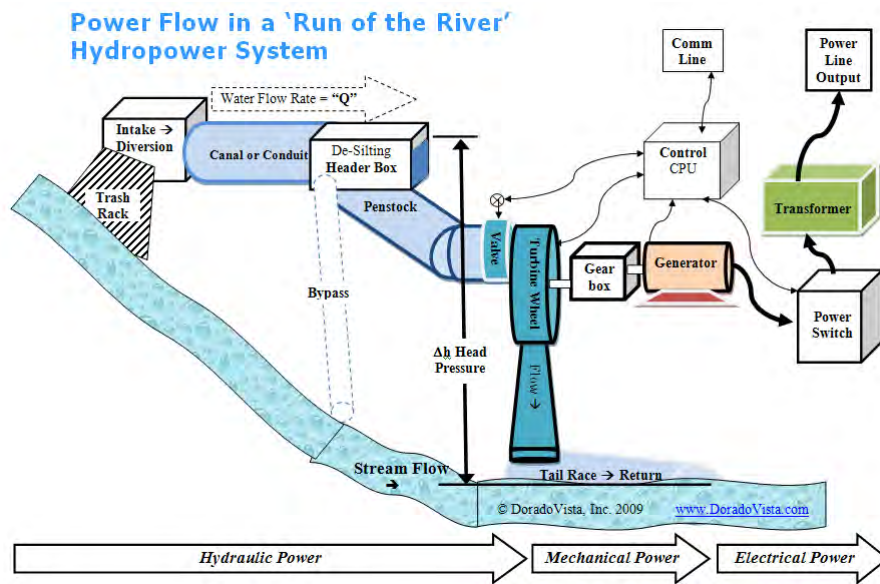 Power Flow in a ‘Run of the River’
Hydropower System
Water Flow Rate = “Q”
Comm
Line
Power
Line
Output
Intake →
Diversion
Canal or Conduit
De-Silting
Header Box
Control
CPU
Trash
Rack
Penstock
Valve
Turbine Wheel
Transformer
Gear
box
Generator
Bypass
Power
Switch
Δh Head
Pressure
Flow →
Stream Flow
→
Tail Race → Return
© DoradoVista, Inc. 2009 www.DoradoVista.com
Hydraulic Power
Mechanical Power
Electrical Power